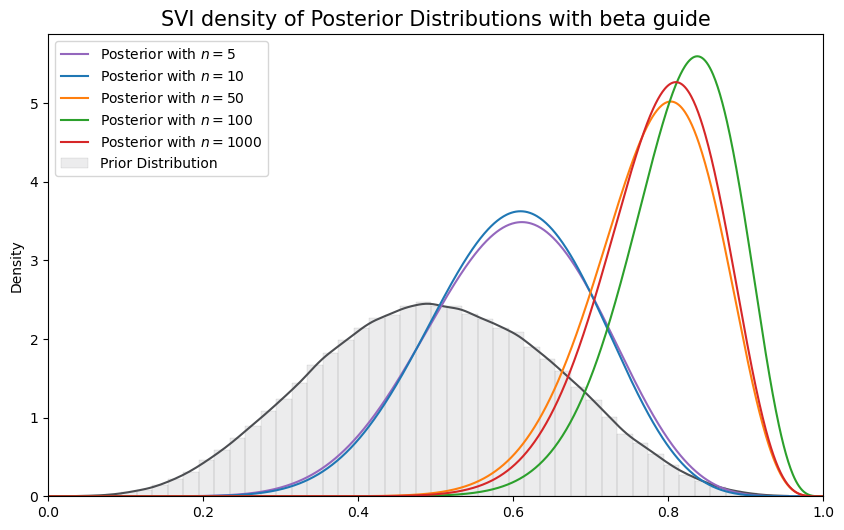 SVI density of Posterior Distributions with beta guide
Posterior with n = 5
Posterior with n = 10
Posterior with n = 50
Posterior with n = 100
Posterior with n = 1000
Prior Distribution
Density
5
4
3
2
1
0
0.0 0.2 0.4 0.6 0.8 1.0